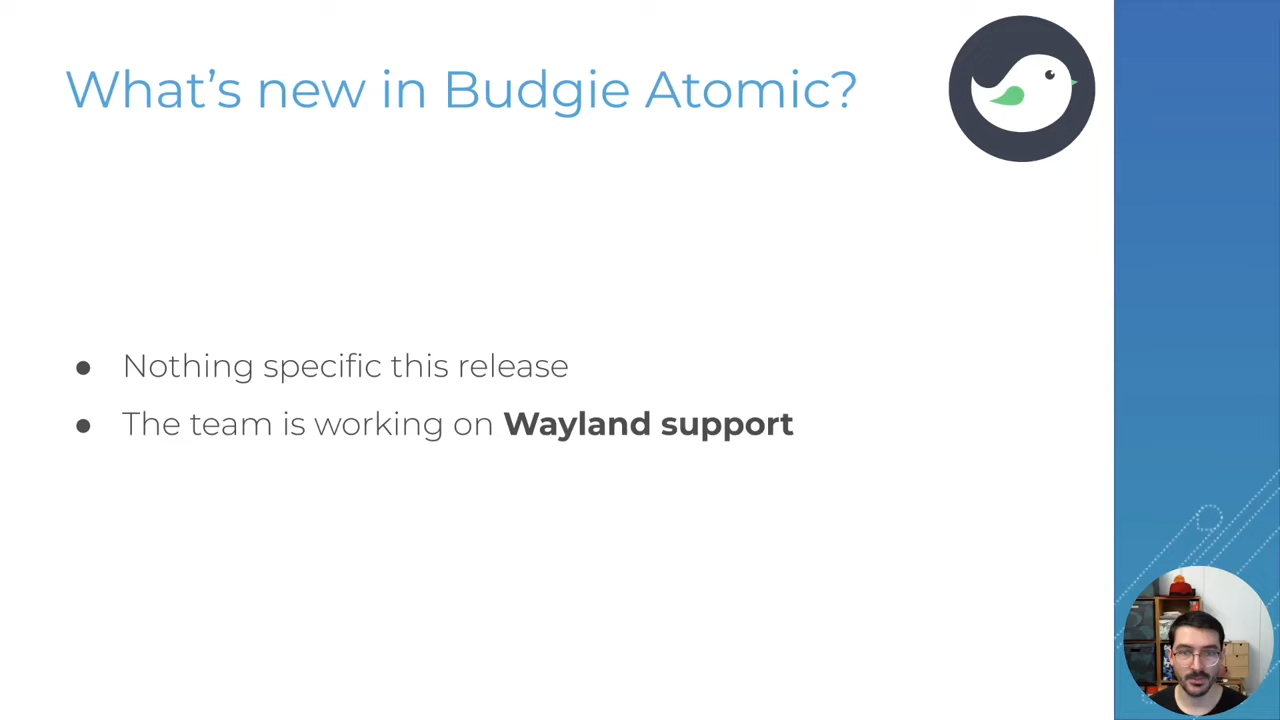 What’s new in Budgie Atomic?
● Nothing specific this release
● The team is working on Wayland support